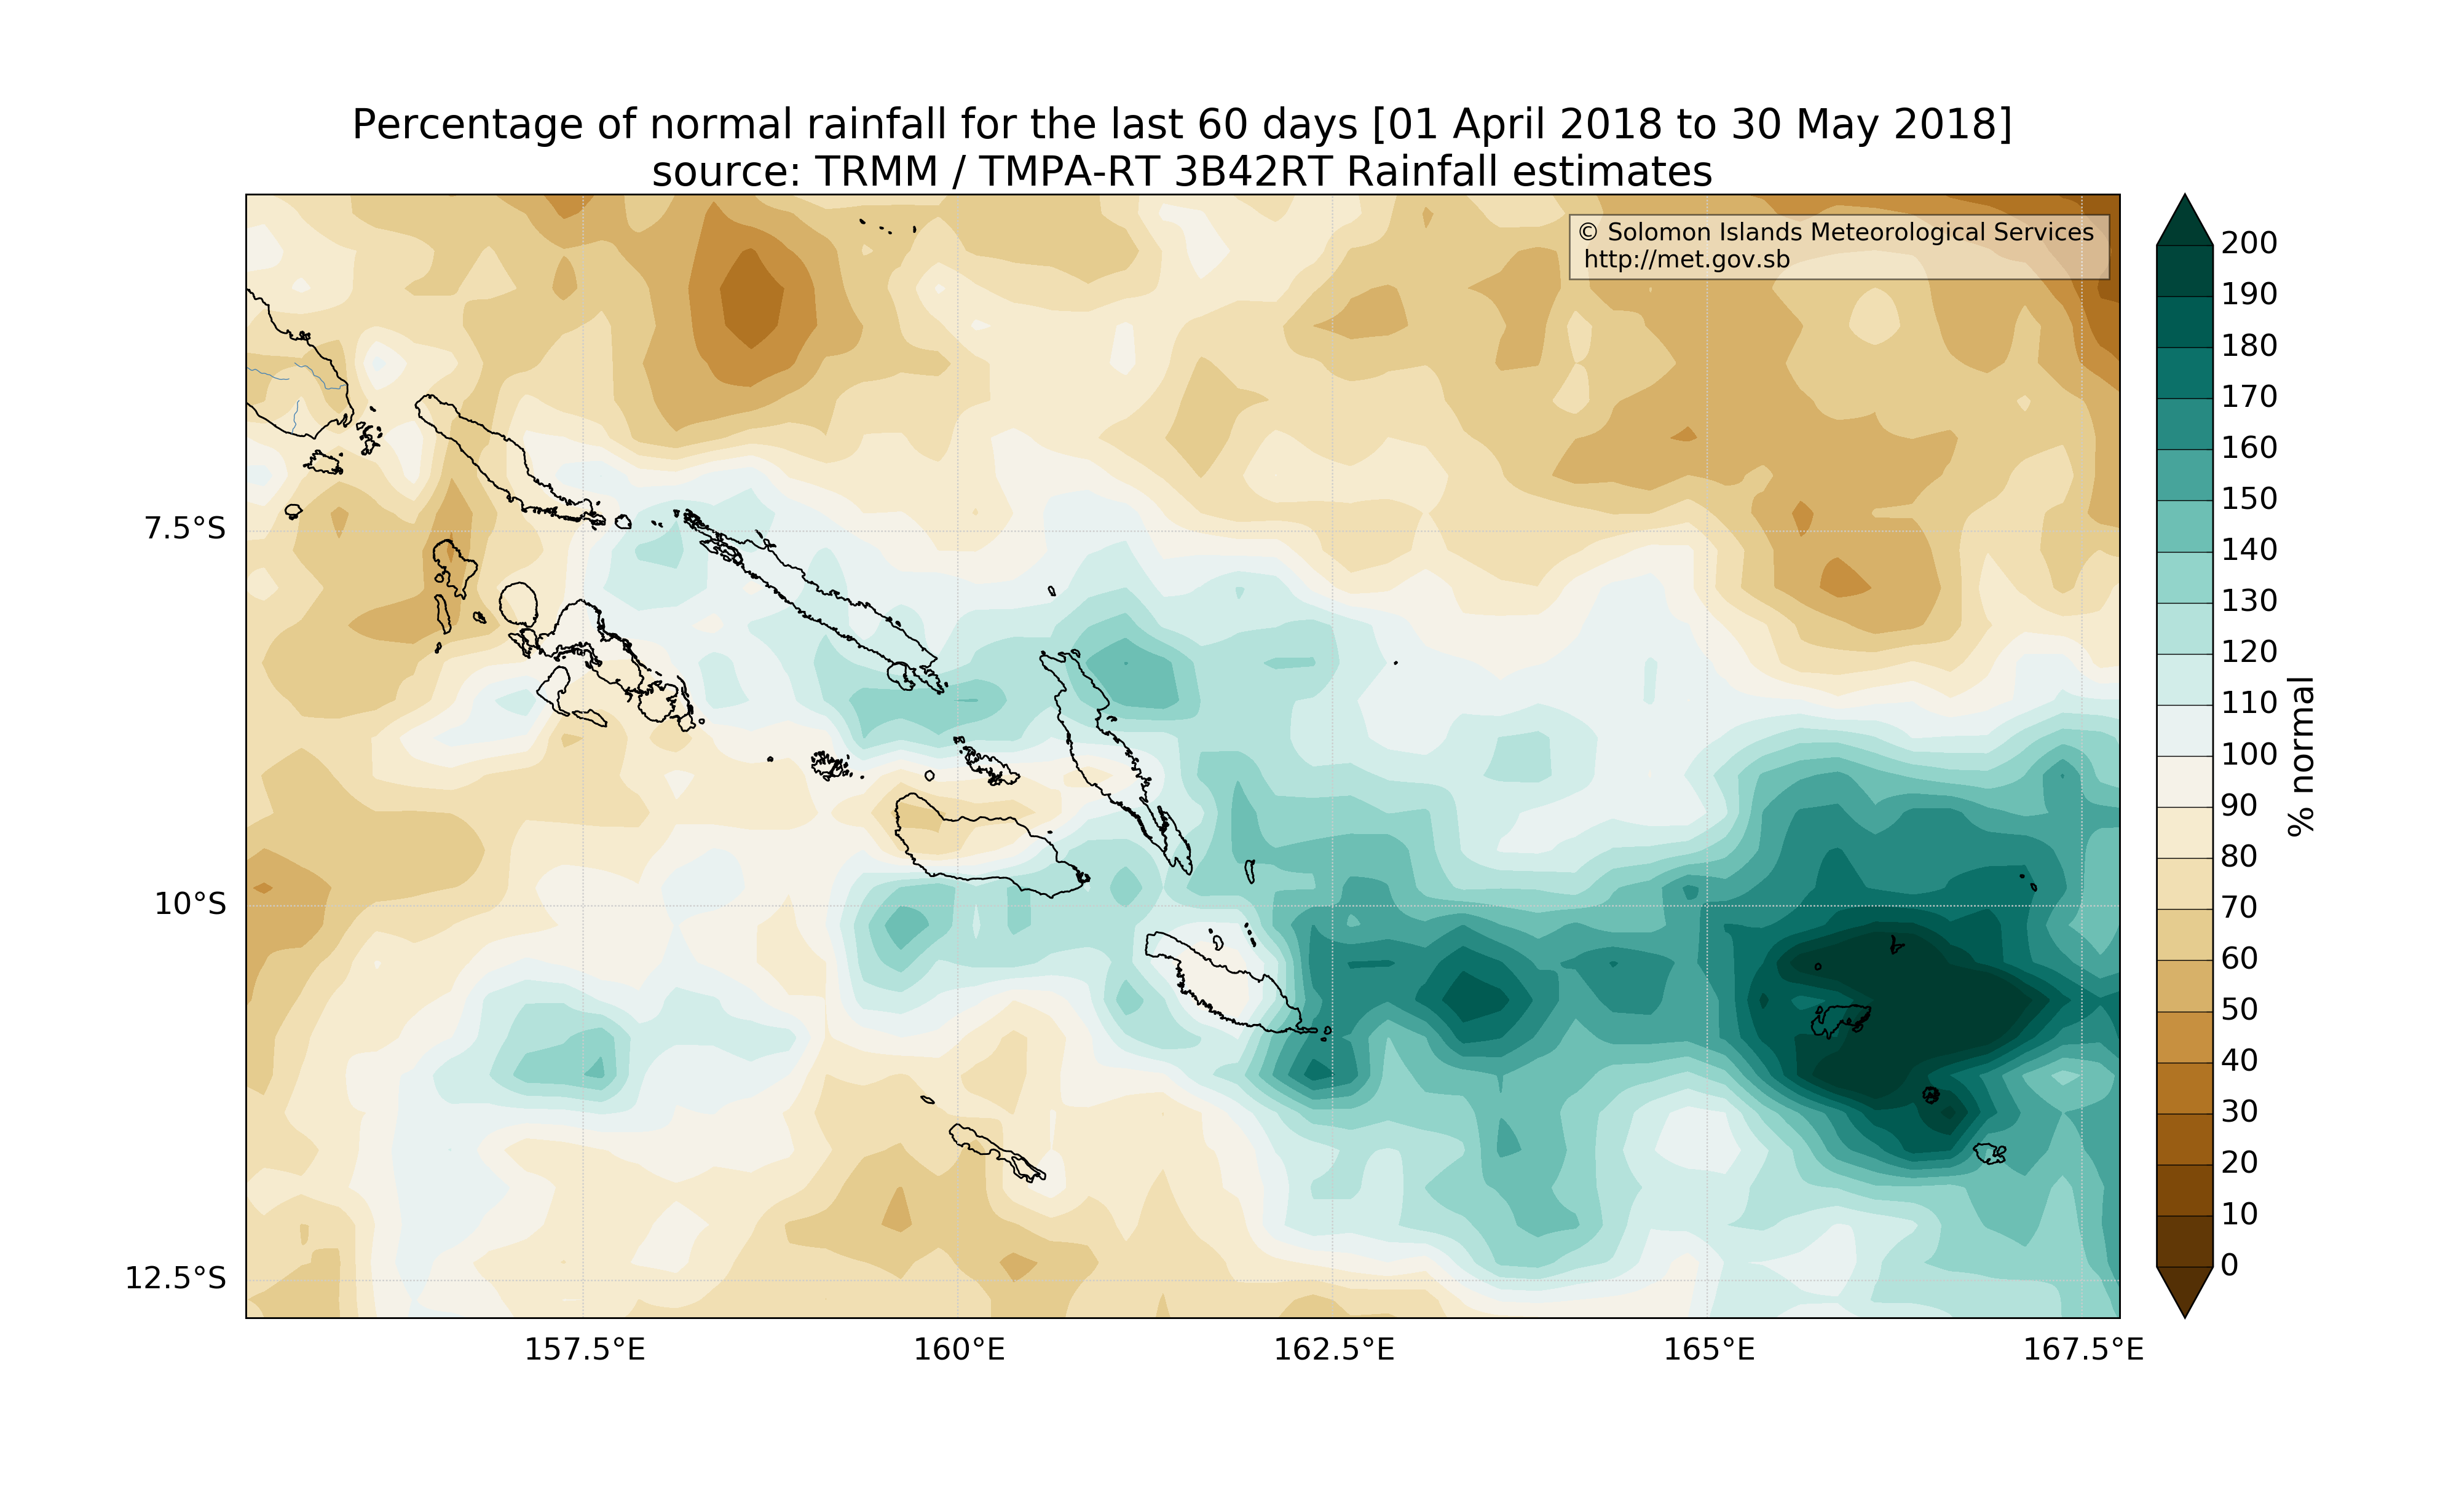 Percentage of normal rainfall for the last 60 days [01 April 2018 to 30 May 2018]
source: TRMM / TMPA-RT 3B42RT Rainfall estimates
© Solomon Islands Meteorological Services
http://met.gov.sb
7.5°S
10°S
12.5°S
157.5°E
160°E
162.5°E
165°E
167.5°E
200
190
180
170
160
150
140
130
120
110
100
90
80
70
60
50
40
30
20
10
0
% normal